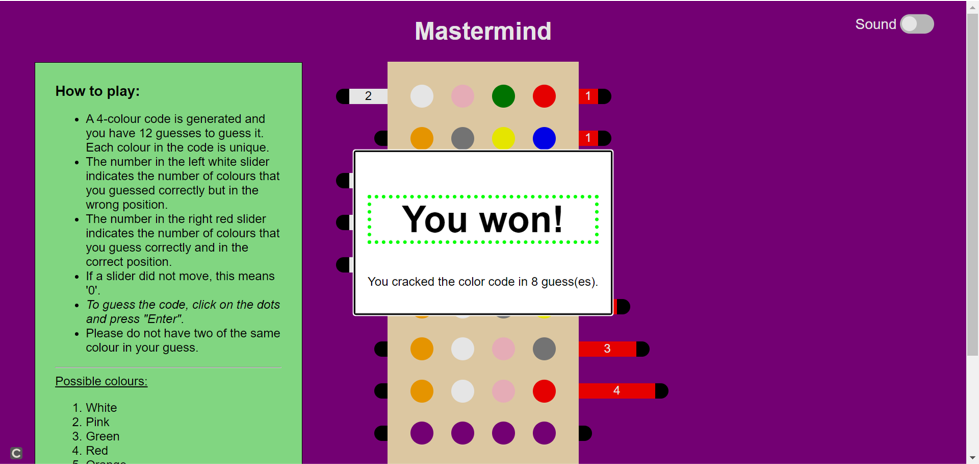 Mastermind
Sound
How to play:
A 4-colour code is generated and
you have 12 guesses to guess it.
Each colour in the code is unique.
The number in the left white slider
indicates the number of colours that
you guessed correctly but in the
wrong position.
The number in the right red slider
indicates the number of colours that
you guess correctly and in the
correct position.
If a slider did not move, this means
'0'.
To guess the code, click on the dots
and press "Enter".
Please do not have two of the same
colour in your guess.
Possible colours:
1. White
2. Pink
3. Green
4. Red
5. Orange
2
1
1
You won!
You cracked the color code in 8 guess(es).
3
4
C